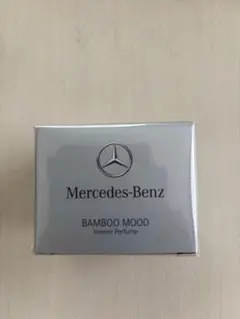 Mercedes-Benz
BAMBOO MOOD
Interior Perfume